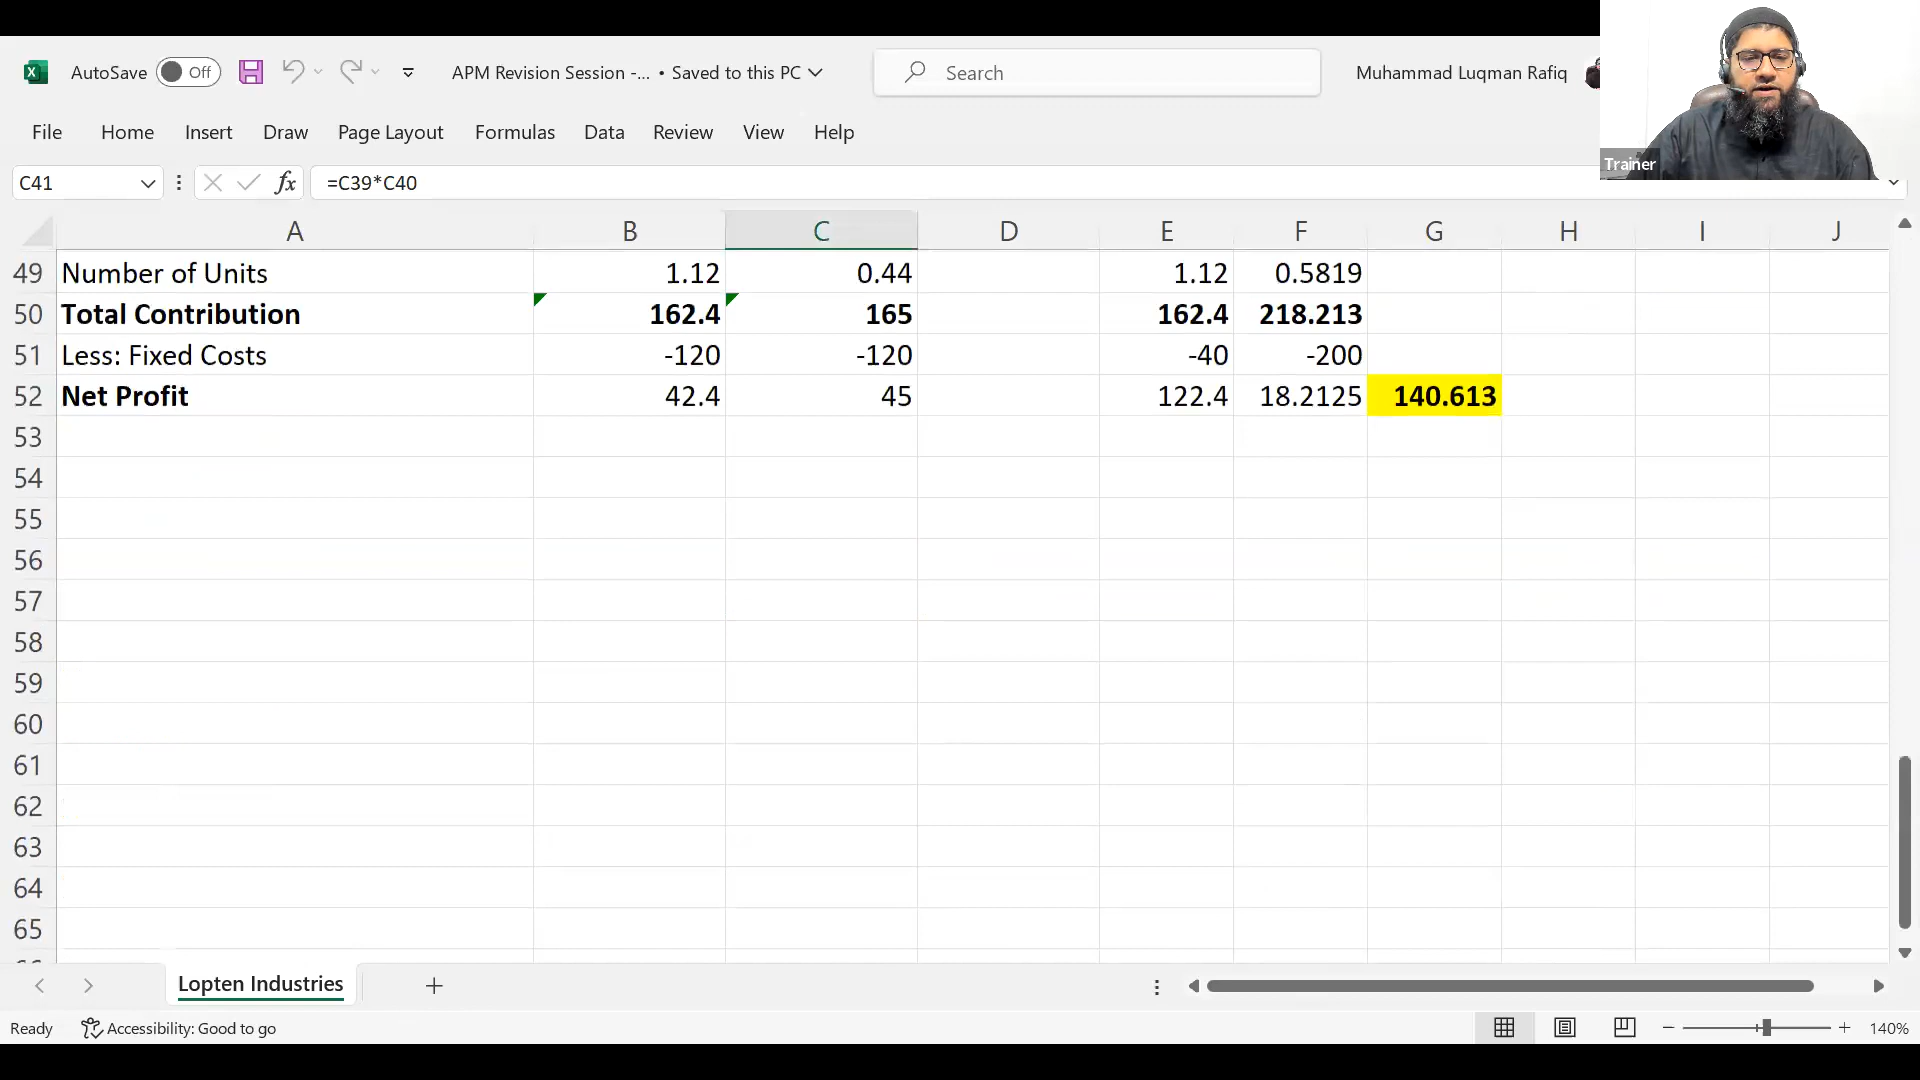 AutoSave Off APM Revision Session -... • Saved to this PC Search Muhammad Luqman Rafiq
File Home Insert Draw Page Layout Formulas Data Review View Help
Trainer
C41 fx =C39*C40
A B C D E F G H I J
49 Number of Units 1.12 0.44 1.12 0.5819
50 Total Contribution 162.4 165 162.4 218.213
51 Less: Fixed Costs -120 -120 -40 -200
52 Net Profit 42.4 45 122.4 18.2125 140.613
53
54
55
56
57
58
59
60
61
62
63
64
65
Lopten Industries
Ready Accessibility: Good to go 140%